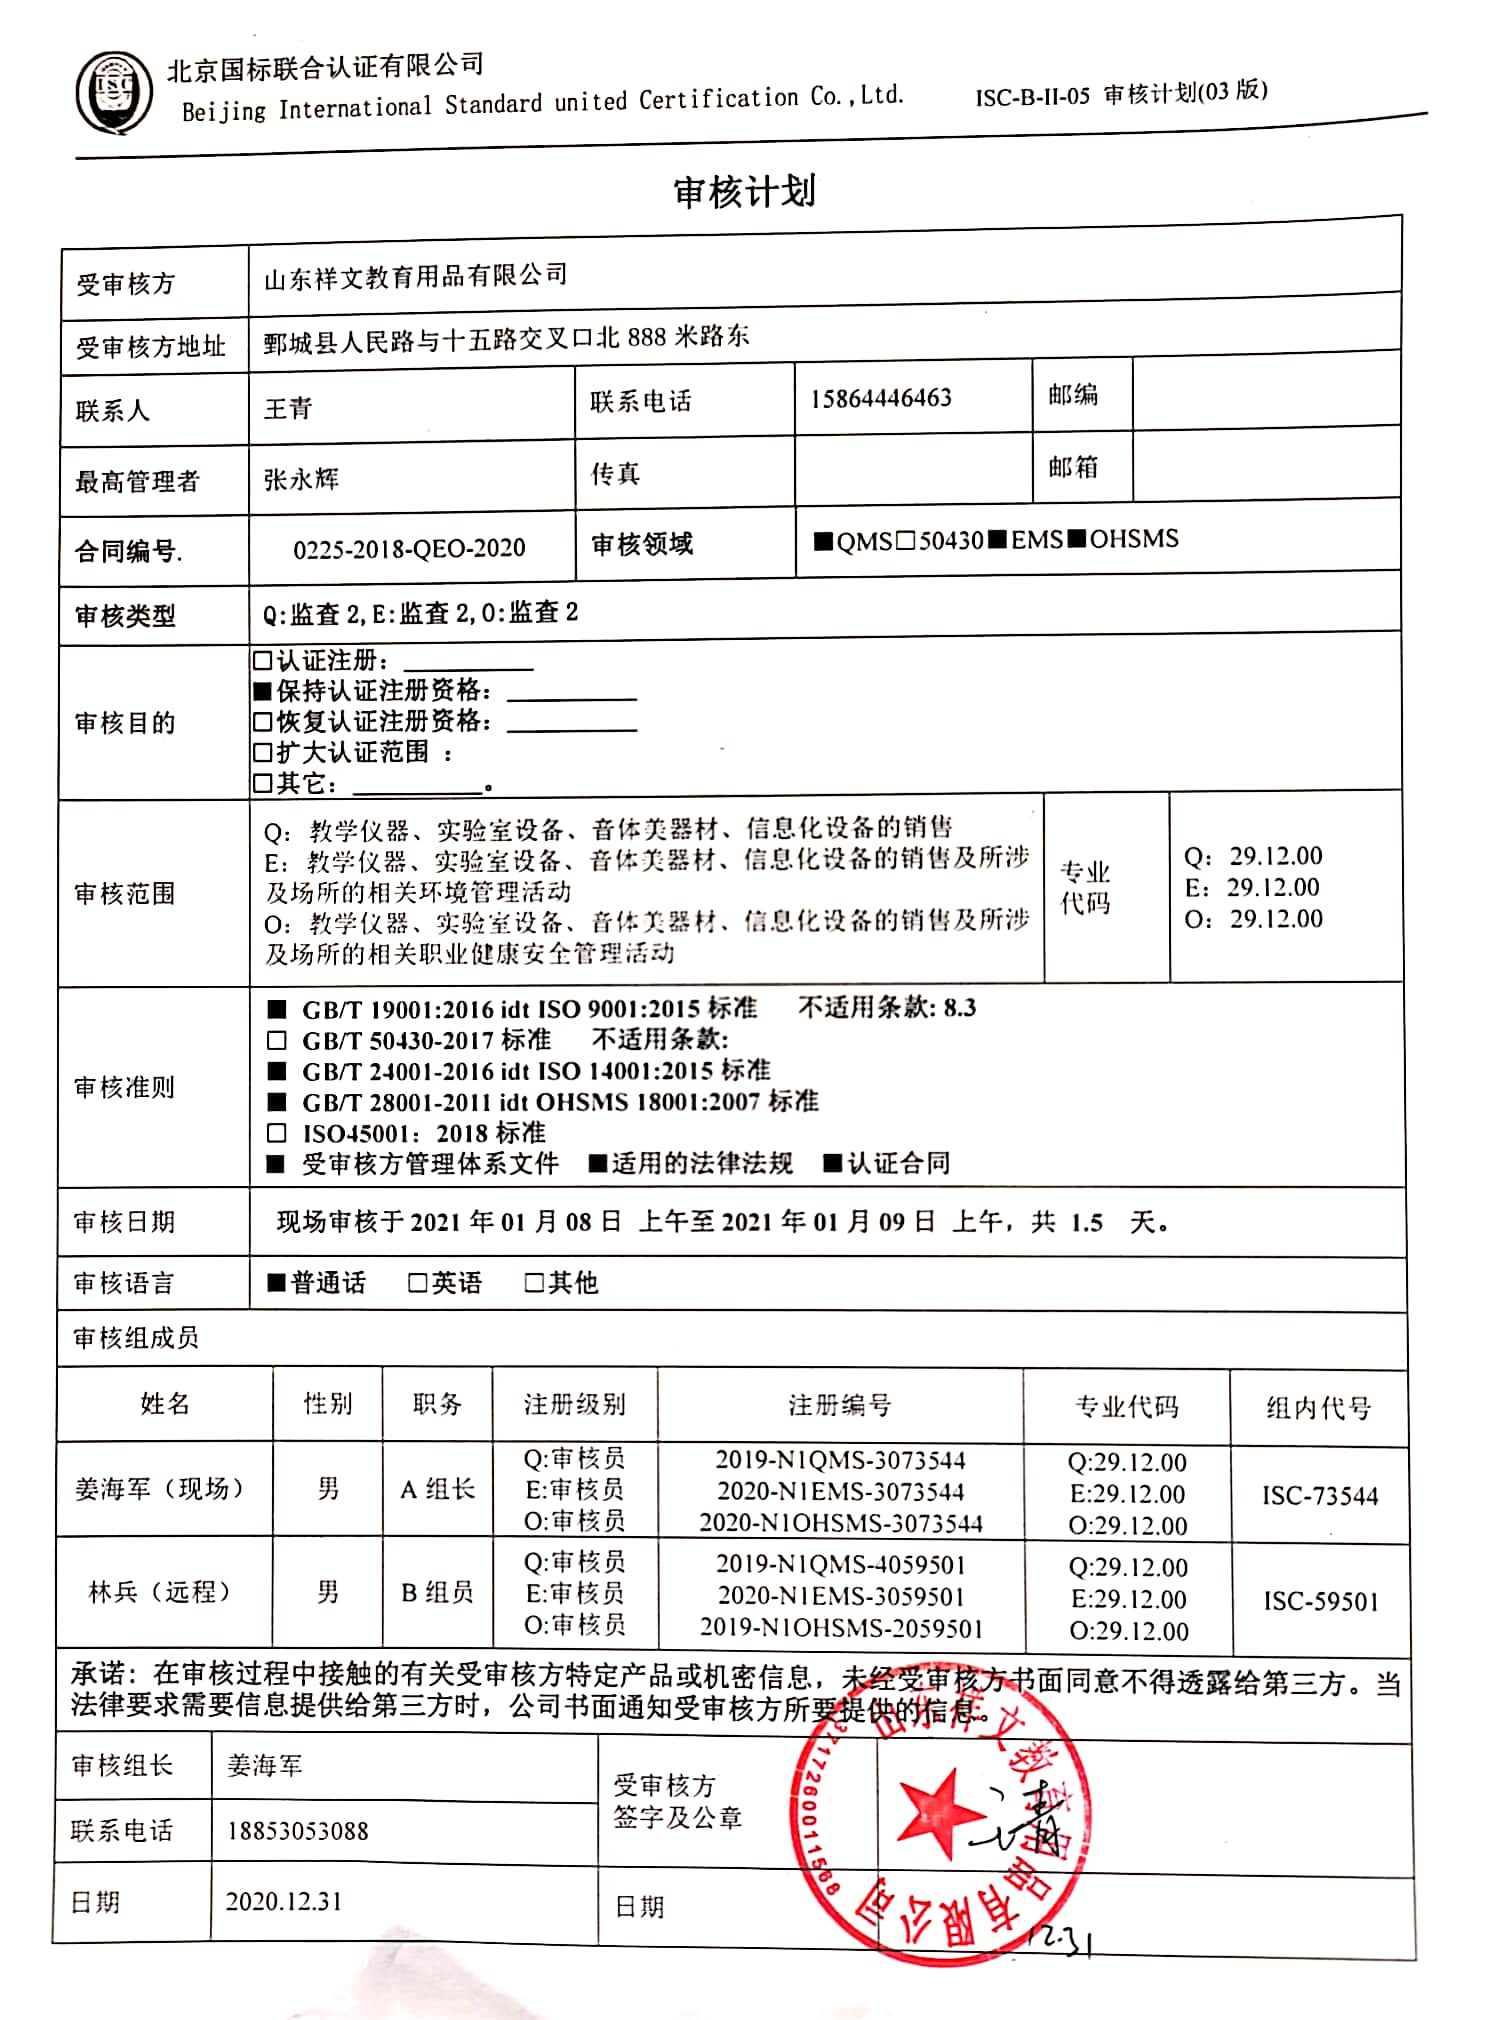 ISC
北京国标联合认证有限公司
Beijing International Standard united Certification Co.,Ltd.
ISC-B-II-05 审核计划(03 版)
审核计划
受审核方 山东祥文教育用品有限公司
受审核方地址 鄄城县人民路与十五路交叉口北 888 米路东
联系人 王青 联系电话 15864446463 邮编
最高管理者 张永辉 传真 邮箱
合同编号. 0225-2018-QEO-2020 审核领域 ■QMS□50430■EMS■OHSMS
审核类型 Q:监查 2,E:监查 2,O:监查 2
审核目的
□认证注册：
■保持认证注册资格：
□恢复认证注册资格：
□扩大认证范围 ：
□其它： 。
审核范围
Q：教学仪器、实验室设备、音体美器材、信息化设备的销售
E：教学仪器、实验室设备、音体美器材、信息化设备的销售及所涉
及场所的相关环境管理活动
O：教学仪器、实验室设备、音体美器材、信息化设备的销售及所涉
及场所的相关职业健康安全管理活动
专业
代码
Q：29.12.00
E：29.12.00
O：29.12.00
审核准则
■ GB/T 19001:2016 idt ISO 9001:2015 标准 不适用条款: 8.3
□ GB/T 50430-2017 标准 不适用条款:
■ GB/T 24001-2016 idt ISO 14001:2015 标准
■ GB/T 28001-2011 idt OHSMS 18001:2007 标准
□ ISO45001：2018 标准
■ 受审核方管理体系文件 ■适用的法律法规 ■认证合同
审核日期 现场审核于 2021 年 01 月 08 日 上午至 2021 年 01 月 09 日 上午，共 1.5 天。
审核语言 ■普通话 □英语 □其他
审核组成员
姓名 性别 职务 注册级别 注册编号 专业代码 组内代号
姜海军（现场） 男 A 组长
Q:审核员 2019-N1QMS-3073544 Q:29.12.00
E:审核员 2020-N1EMS-3073544 E:29.12.00
O:审核员 2020-N1OHSMS-3073544 O:29.12.00
ISC-73544
林兵（远程） 男 B 组员
Q:审核员 2019-N1QMS-4059501 Q:29.12.00
E:审核员 2020-N1EMS-3059501 E:29.12.00
O:审核员 2019-N1OHSMS-2059501 O:29.12.00
ISC-59501
承诺：在审核过程中接触的有关受审核方特定产品或机密信息，未经受审核方书面同意不得透露给第三方。当
法律要求需要信息提供给第三方时，公司书面通知受审核方所要提供的信息。
审核组长 姜海军
受审核方
签字及公章
联系电话 18853053088
日期 2020.12.31 日期 12.31
山东祥文教育用品有限公司
3717260011568